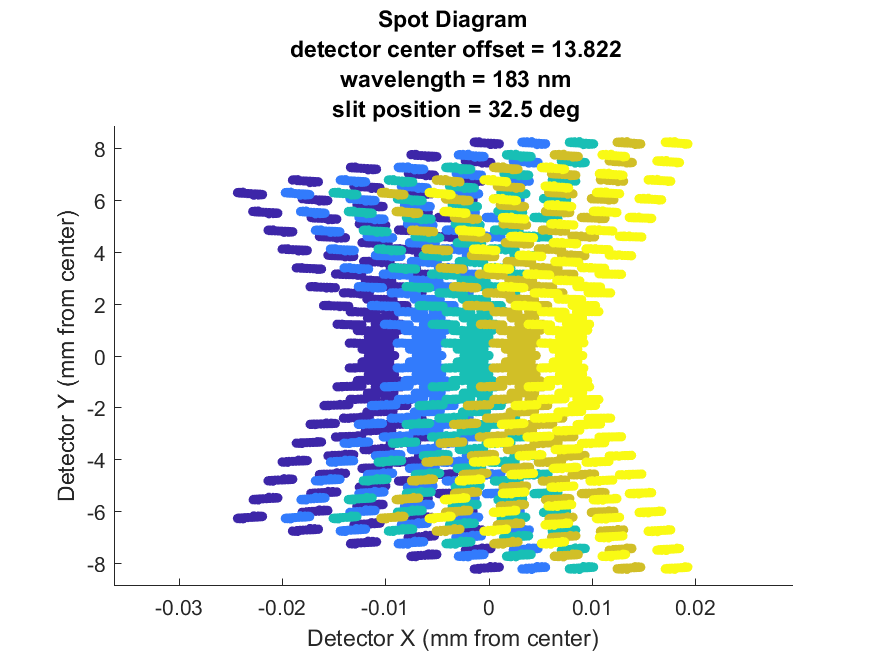 Spot Diagram
detector center offset = 13.822
wavelength = 183 nm
slit position = 32.5 deg
8
6
4
2
0
-2
-4
-6
-8
Detector Y (mm from center)
-0.03 -0.02 -0.01 0 0.01 0.02
Detector X (mm from center)